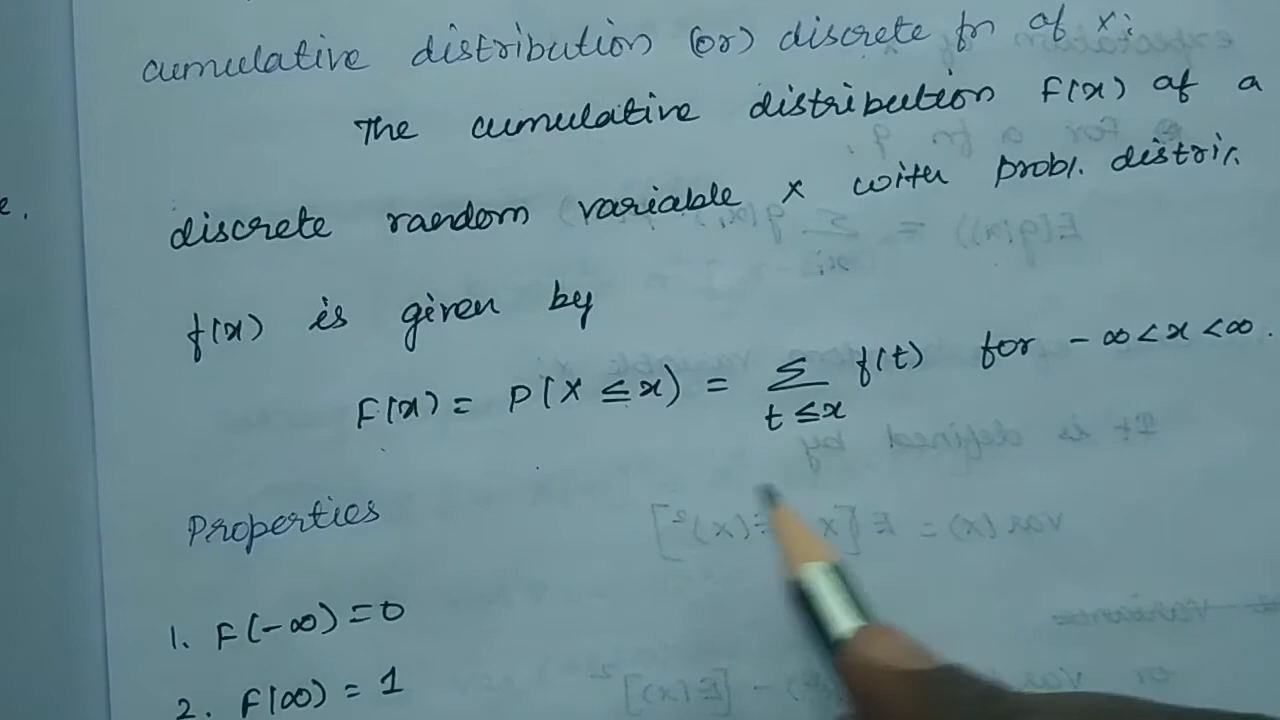 cumulative distribution (or) discrete fn of x:
The cumulative distribution F(x) of a
discrete random variable x with probl. distri.
f(x) is given by
F(x) = P(X ≤ x) = Σ f(t) for -∞ < x < ∞.
t ≤ x
Properties
1. F(-∞) = 0
2. F(∞) = 1